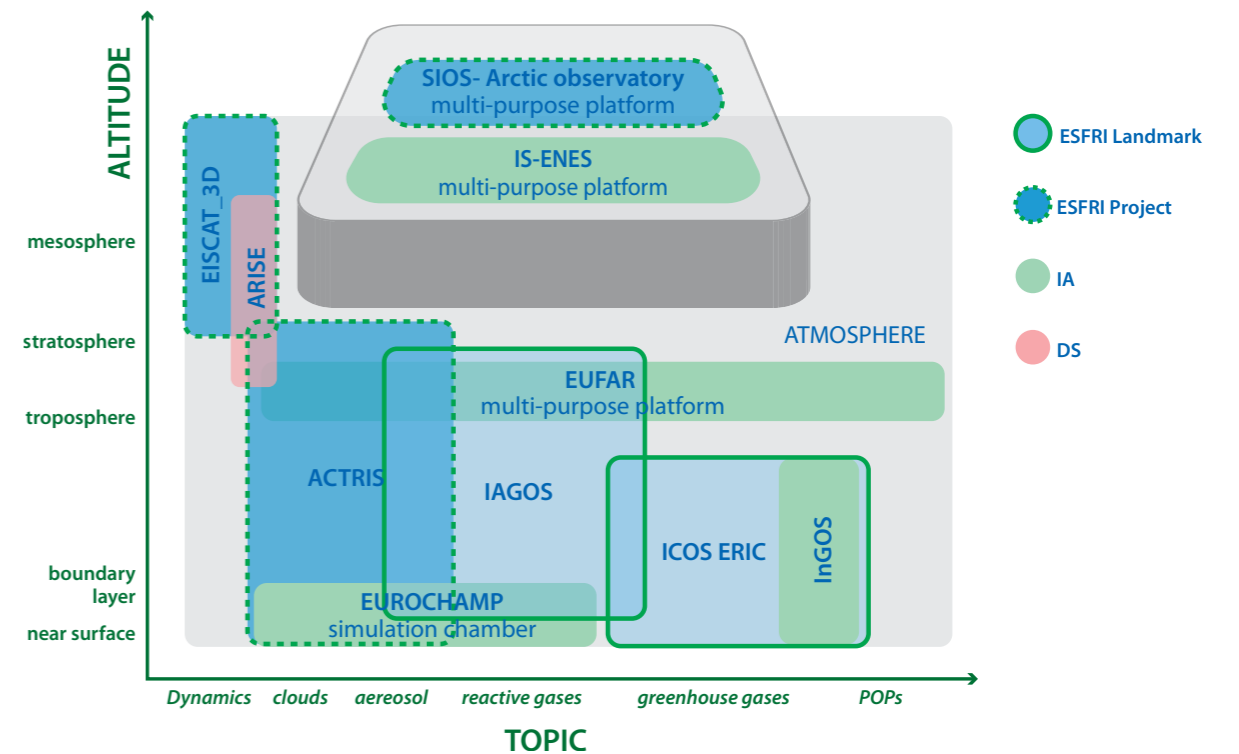 ALTITUDE
SIOS- Arctic observatory
multi-purpose platform
IS-ENES
multi-purpose platform
EISCAT_3D
ARISE
mesosphere
stratosphere
troposphere
boundary
layer
near surface
ATMOSPHERE
EUFAR
multi-purpose platform
ACTRIS
IAGOS
ICOS ERIC
InGOS
EUROCHAMP
simulation chamber
Dynamics
clouds
aereosol
reactive gases
greenhouse gases
POPs
TOPIC
ESFRI Landmark
ESFRI Project
IA
DS